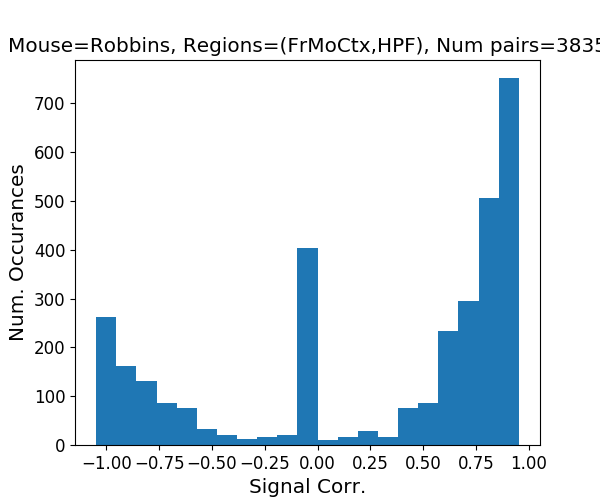 Mouse=Robbins, Regions=(FrMoCtx,HPF), Num pairs=3835
700
600
500
400
300
200
100
0
Num. Occurances
−1.00 −0.75 −0.50 −0.25 0.00 0.25 0.50 0.75 1.00
Signal Corr.